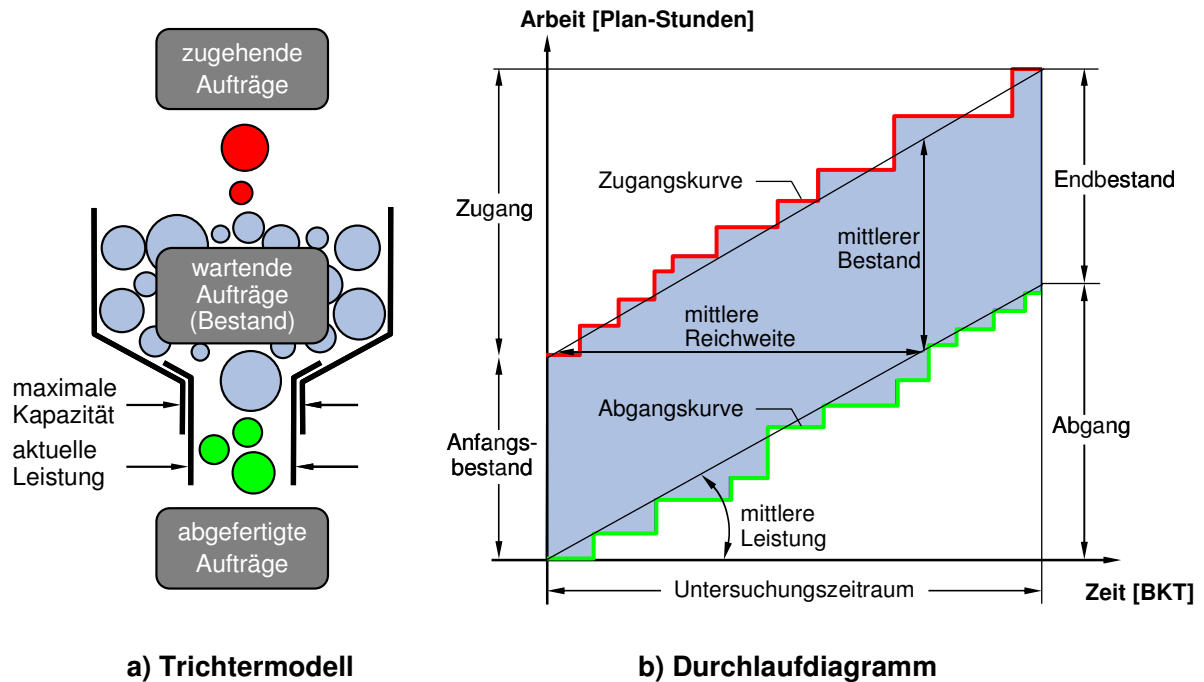 zugehende
Aufträge
wartende
Aufträge
(Bestand)
maximale
Kapazität
aktuelle
Leistung
abgefertigte
Aufträge
a) Trichtermodell
Arbeit [Plan-Stunden]
Zugang
Zugangskurve
Endbestand
mittlerer
Bestand
mittlere
Reichweite
Anfangs-
bestand
Abgangskurve
Abgang
mittlere
Leistung
Untersuchungszeitraum
Zeit [BKT]
b) Durchlaufdiagramm